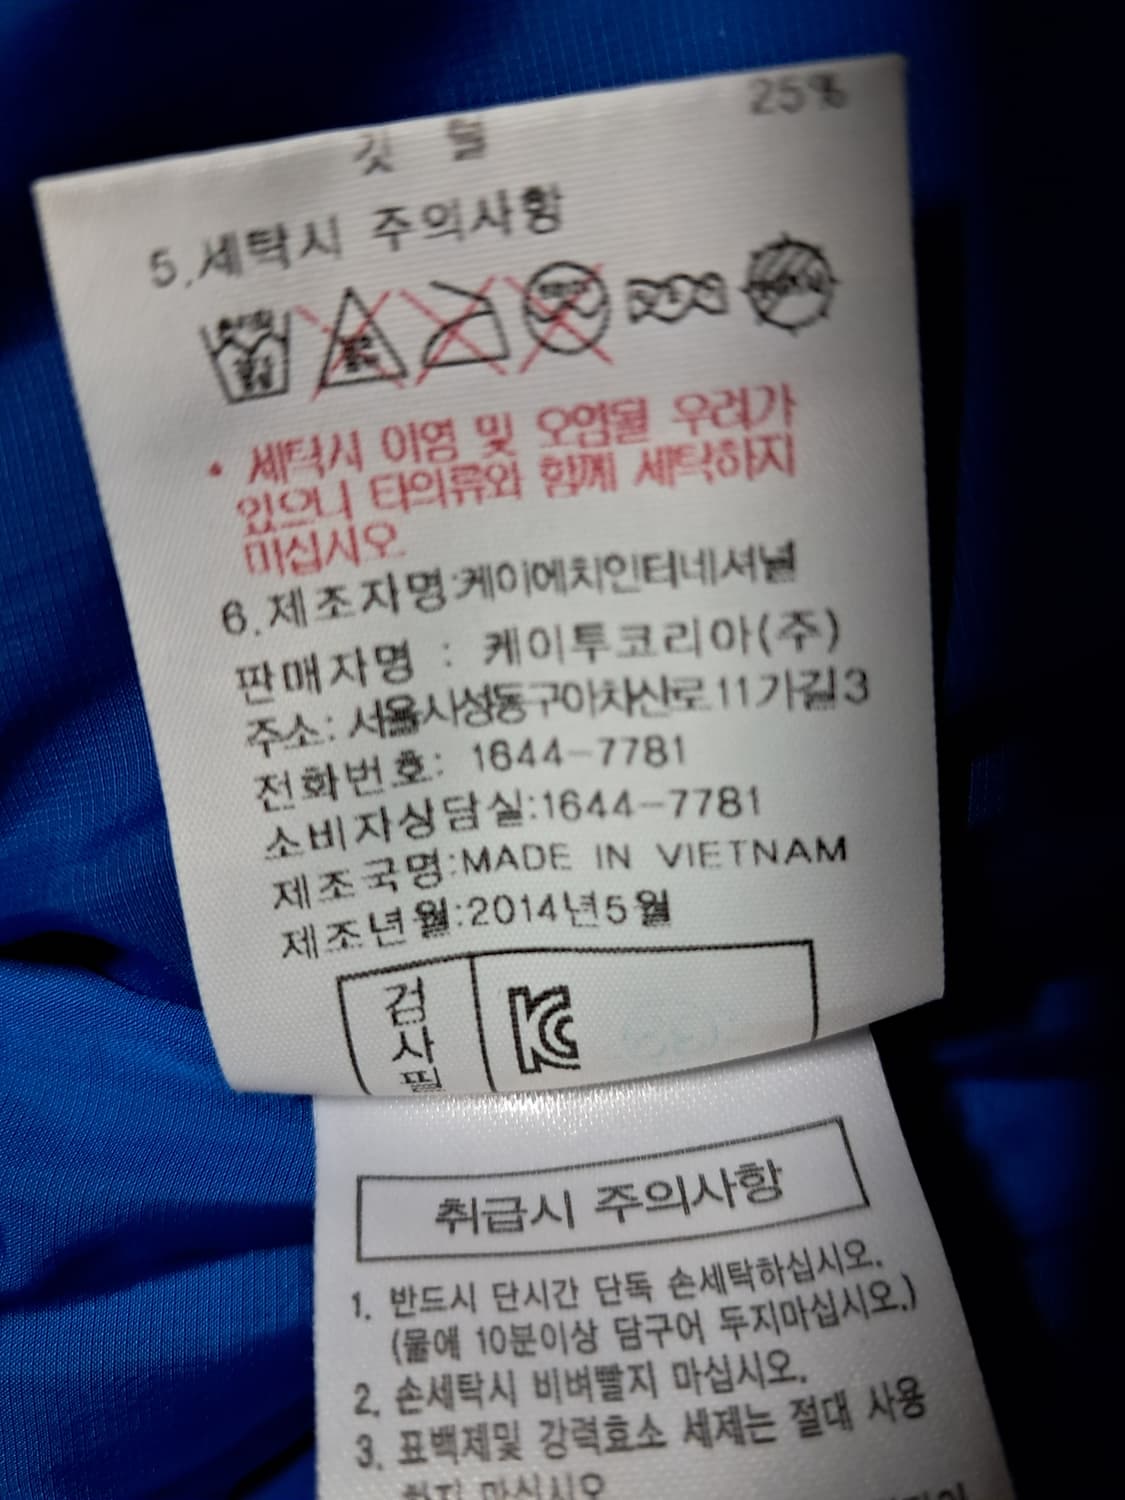 깃 털 25%
5.세탁시 주의사항
* 세탁시 이염 및 오염될 우려가
있으니 타의류와 함께 세탁하지
마십시오.
6.제조자명:케이에치인터네셔널
판매자명 : 케이투코리아(주)
주소: 서울시성동구아차산로11가길3
전화번호: 1644-7781
소비자상담실:1644-7781
제조국명:MADE IN VIETNAM
제조년월:2014년5월
검사필
KC
취급시 주의사항
1. 반드시 단시간 단독 손세탁하십시오.
(물에 10분이상 담구어 두지마십시오.)
2. 손세탁시 비벼빨지 마십시오.
3. 표백제및 강력효소 세제는 절대 사용
하지 마십시오